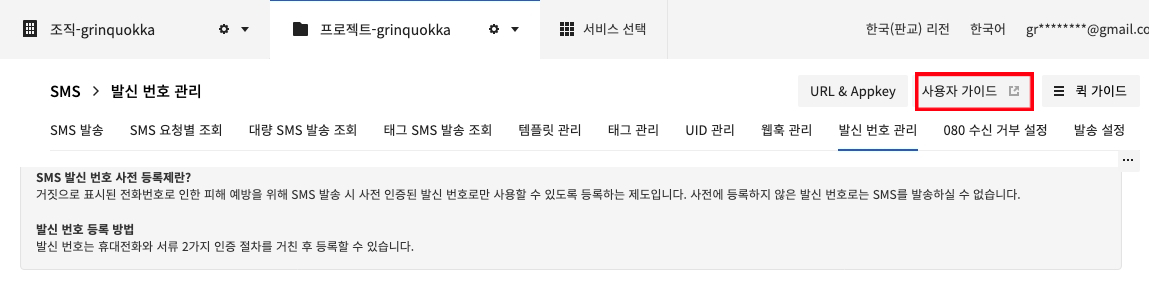 조직-grinquokka
프로젝트-grinquokka
서비스 선택
한국(판교) 리전
한국어
gr********@gmail.co
SMS > 발신 번호 관리
URL & Appkey
사용자 가이드
퀵 가이드
SMS 발송
SMS 요청별 조회
대량 SMS 발송 조회
태그 SMS 발송 조회
템플릿 관리
태그 관리
UID 관리
웹훅 관리
발신 번호 관리
080 수신 거부 설정
발송 설정
SMS 발신 번호 사전 등록제란?
거짓으로 표시된 전화번호로 인한 피해 예방을 위해 SMS 발송 시 사전 인증된 발신 번호로만 사용할 수 있도록 등록하는 제도입니다. 사전에 등록하지 않은 발신 번호로는 SMS를 발송하실 수 없습니다.
발신 번호 등록 방법
발신 번호는 휴대전화와 서류 2가지 인증 절차를 거친 후 등록할 수 있습니다.